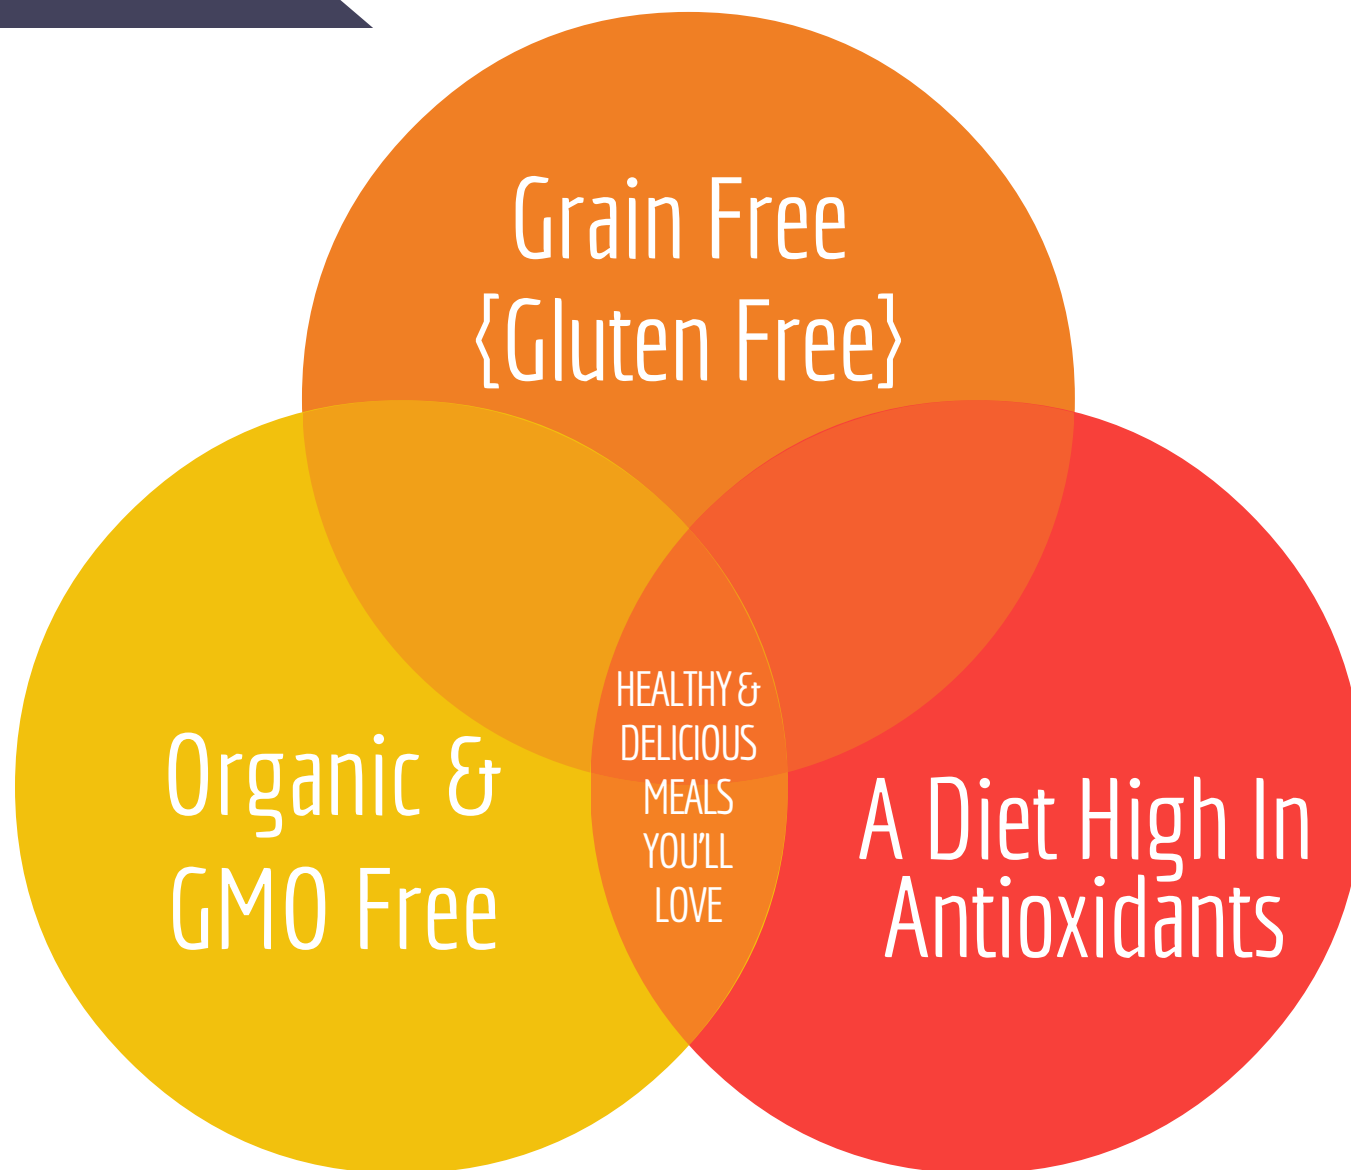 Grain Free
{Gluten Free}
HEALTHY &
DELICIOUS
MEALS
YOU'LL
LOVE
Organic &
GMO Free
A Diet High In
Antioxidants